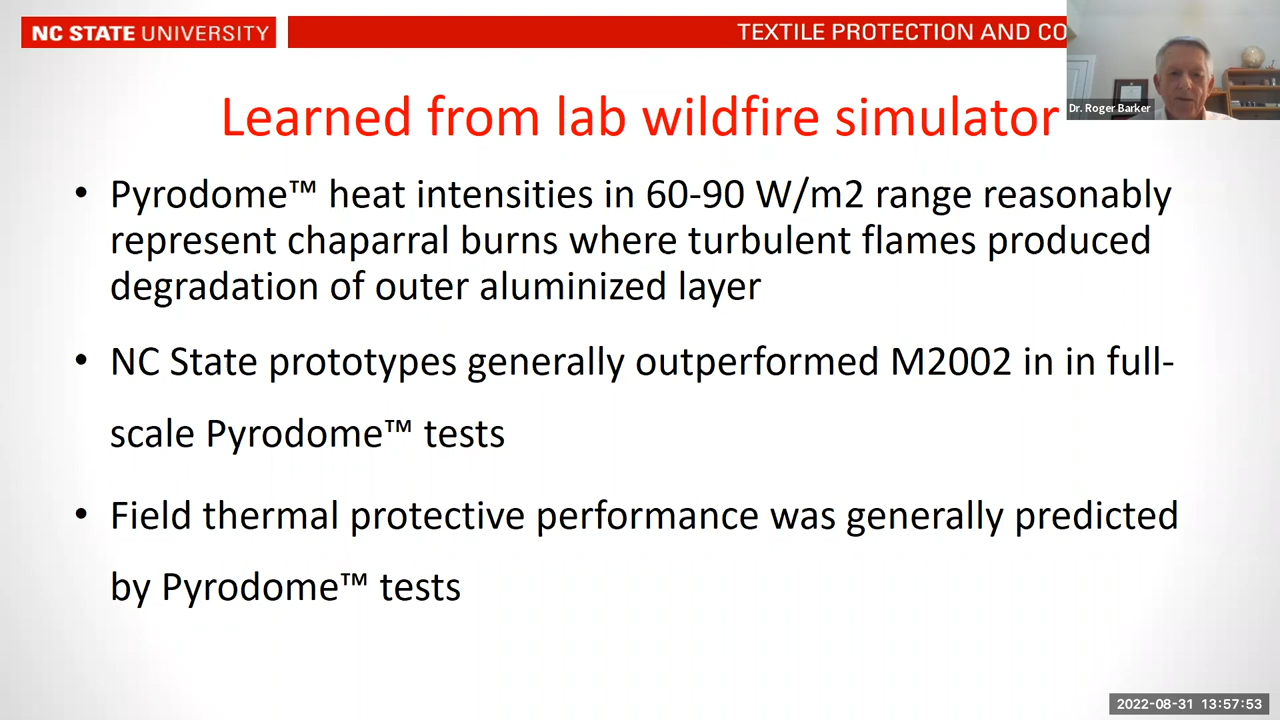 NC STATE UNIVERSITY
TEXTILE PROTECTION AND CO
Dr. Roger Barker
Learned from lab wildfire simulator
• Pyrodome™ heat intensities in 60-90 W/m2 range reasonably
represent chaparral burns where turbulent flames produced
degradation of outer aluminized layer
• NC State prototypes generally outperformed M2002 in in full-
scale Pyrodome™ tests
• Field thermal protective performance was generally predicted
by Pyrodome™ tests
2022-08-31 13:57:53